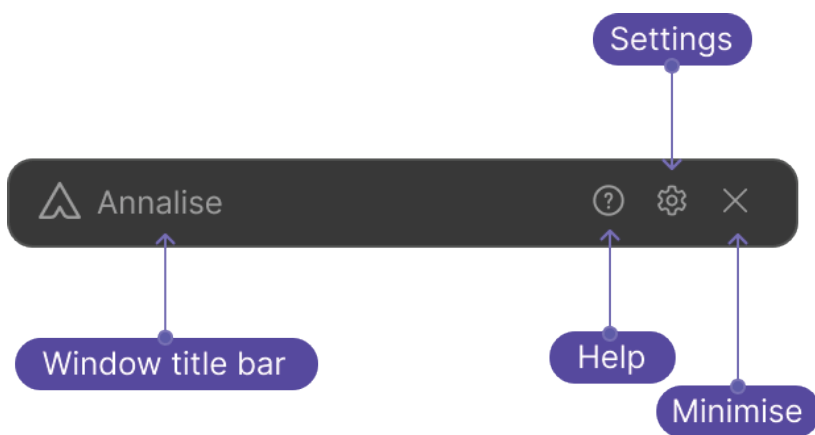 Settings
Annalise
Window title bar
Help
Minimise